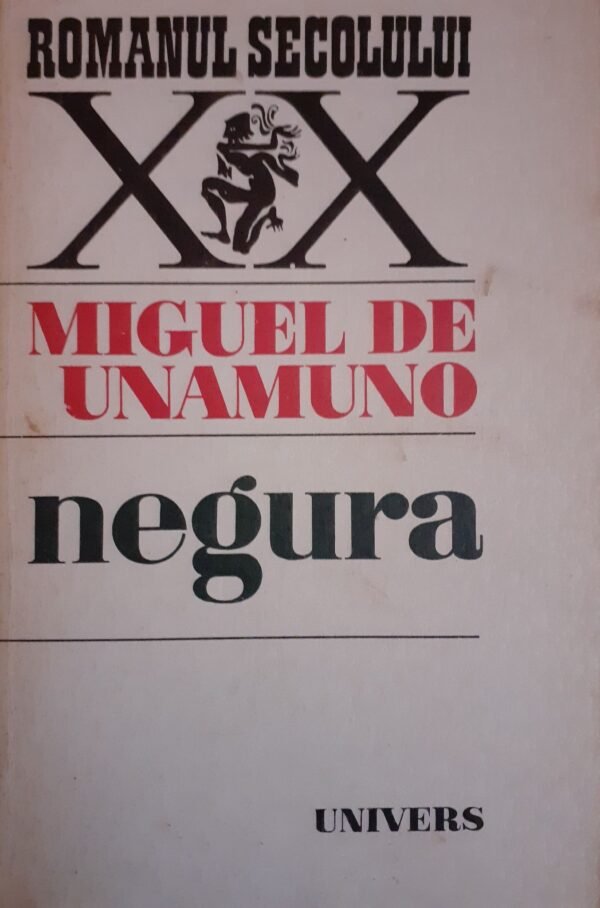 ROMANUL SECOLULUI
XX
MIGUEL DE
UNAMUNO
negura
UNIVERS